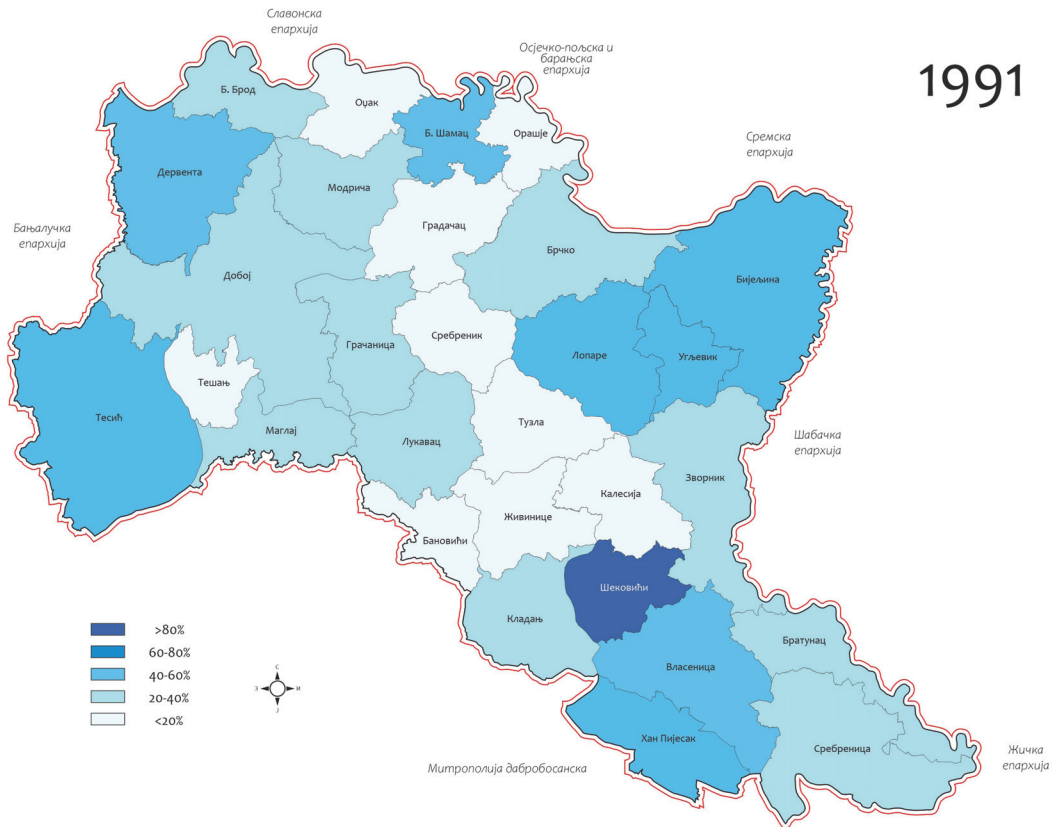 Славонска
епархија
Осјечко-пољска и
барањска
епархија
1991
Сремска
епархија
Бањалучка
епархија
Шабачка
епархија
Жичка
епархија
Митрополија дабробосанска
Б. Брод
Оџак
Б. Шамац
Орашје
Дервента
Модрича
Градачац
Брчко
Бијељина
Добој
Сребреник
Грачаница
Лопаре
Угљевик
Тешањ
Тесић
Маглај
Лукавац
Тузла
Зворник
Калесија
Живинице
Бановићи
Шековићи
Кладањ
Братунац
Власеница
Хан Пијесак
Сребреница
>80%
60-80%
40-60%
20-40%
<20%
С
З
И
Ј